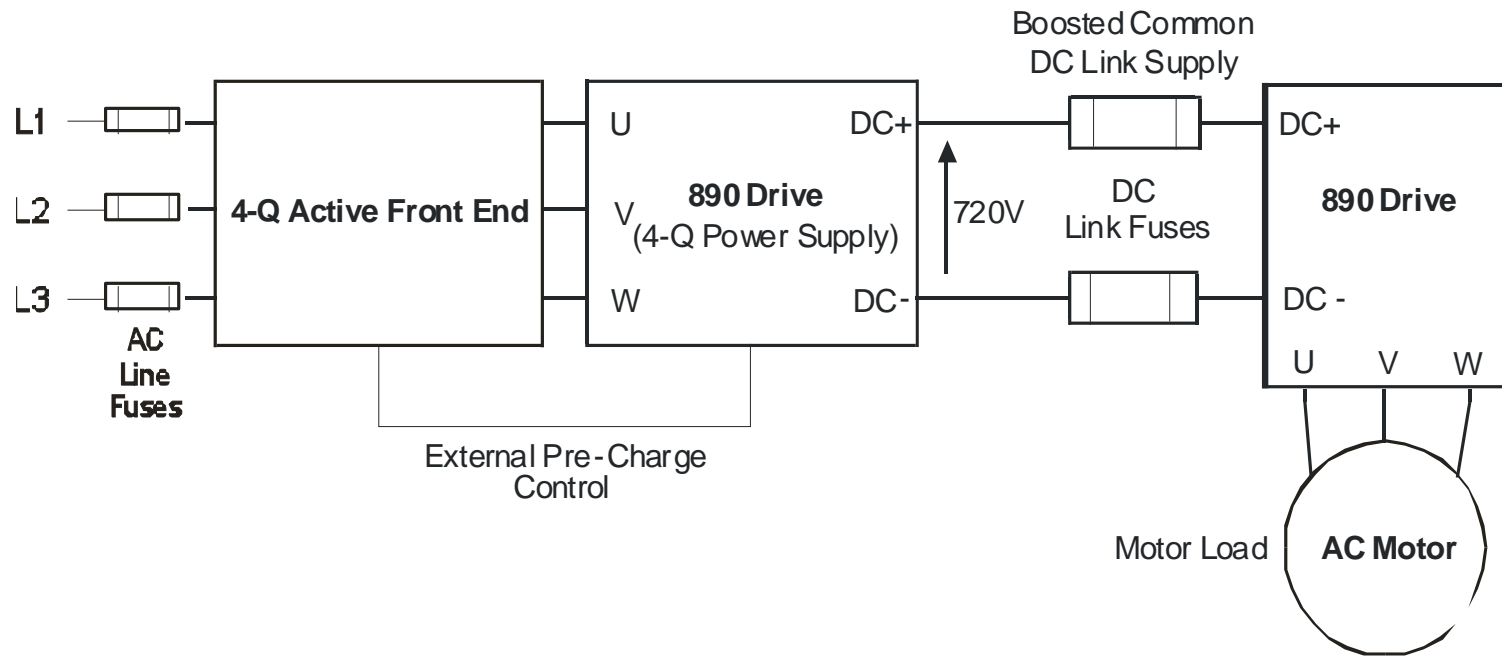 Boosted Common
DC Link Supply
L1
U
DC+
DC+
L2
4-Q Active Front End
V
890 Drive
(4-Q Power Supply)
720V
DC
Link Fuses
890 Drive
L3
W
DC-
DC -
AC
Line
Fuses
U V W
External Pre-Charge
Control
Motor Load
AC Motor